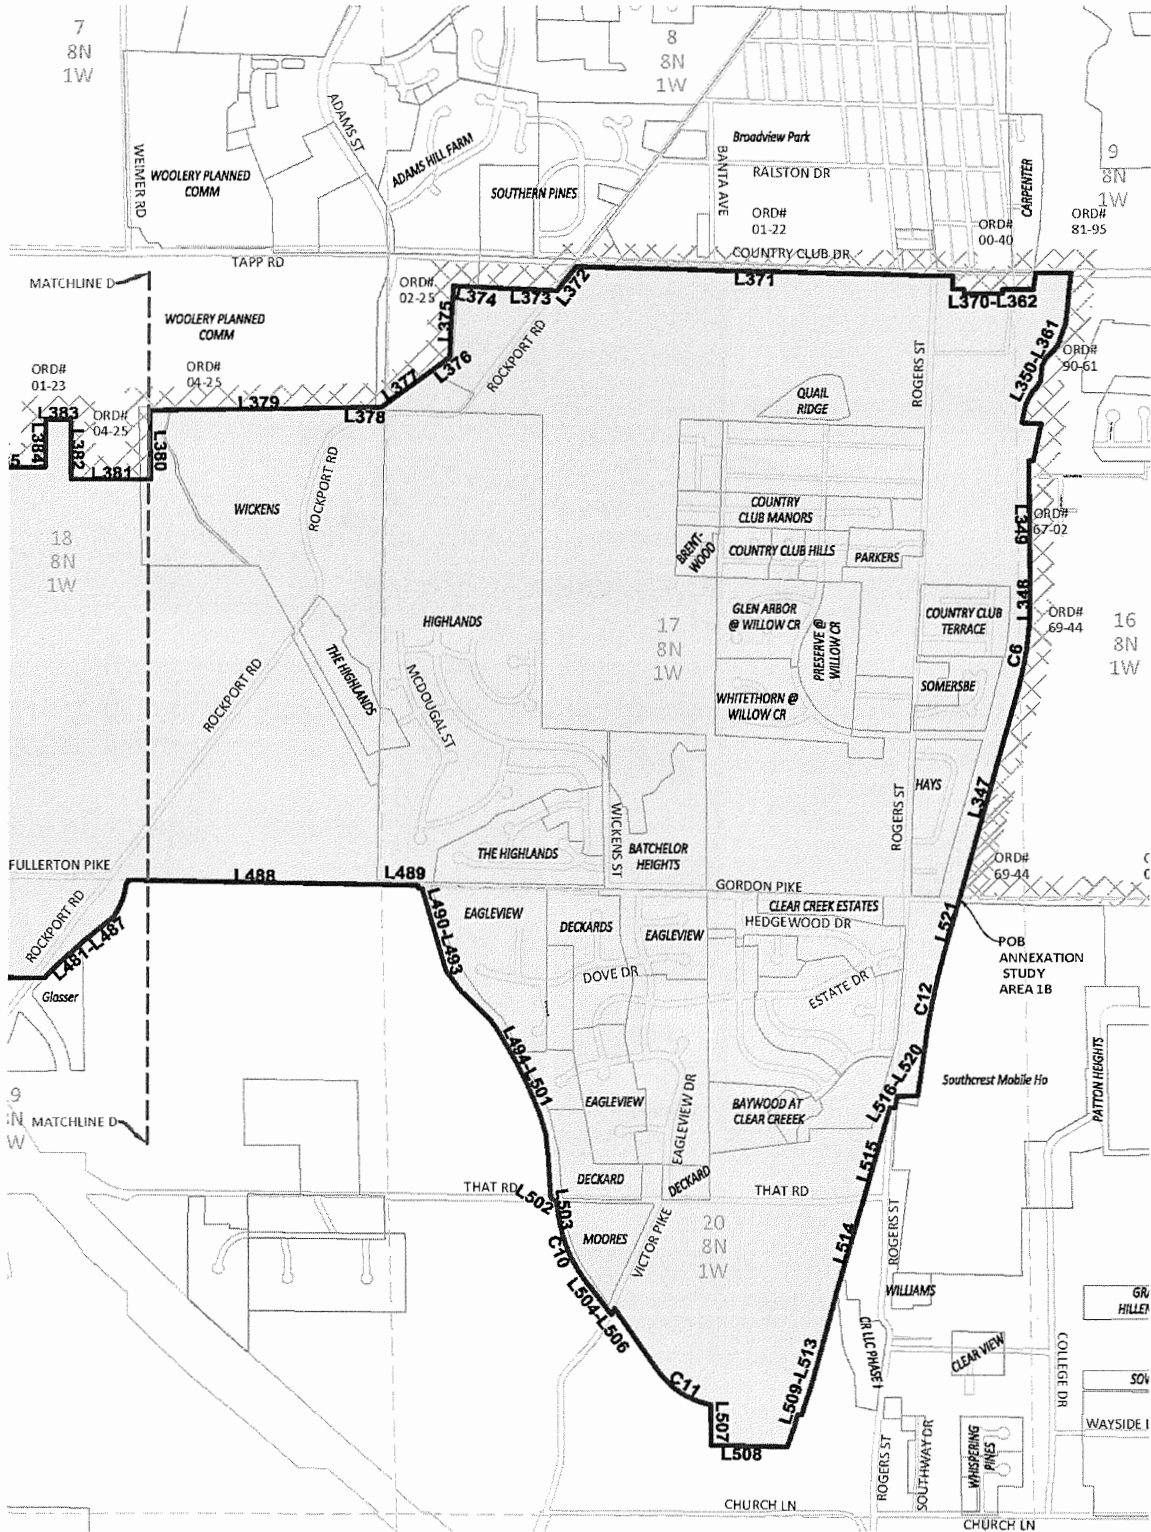 7
8N
1W
8
8N
1W
ADAMS ST
WEIMER RD
WOOLERY PLANNED
COMM
ADAMS HILL FARM
SOUTHERN PINES
BANTA AVE
Broadview Park
RALSTON DR
CARPENTER
9
8N
1W
ORD#
01-22
ORD#
00-40
ORD#
81-95
TAPP RD
COUNTRY CLUB DR
MATCHLINE D
ORD#
02-25
L374
L373
L372
L371
L370-L362
L375
L376
L377
ROCKPORT RD
WOOLERY PLANNED
COMM
ORD#
01-23
ORD#
04-25
L379
L378
L383
ORD#
04-25
L384
L382
L380
L381
5
ROGERS ST
L350-L361
ORD#
90-61
QUAIL
RIDGE
18
8N
1W
WICKENS
ROCKPORT RD
COUNTRY
CLUB MANORS
BRENT-
WOOD
COUNTRY CLUB HILLS
PARKERS
L349
ORD#
67-02
L348
ORD#
69-44
HIGHLANDS
17
8N
1W
GLEN ARBOR
@ WILLOW CR
PRESERVE @
WILLOW CR
COUNTRY CLUB
TERRACE
16
8N
1W
C6
THE HIGHLANDS
ROCKPORT RD
MCDOUGAL ST
WHITETHORN @
WILLOW CR
SOMERSBE
HAYS
L347
ROGERS ST
WICKENS ST
BATCHELOR
HEIGHTS
THE HIGHLANDS
FULLERTON PIKE
L488
L489
GORDON PIKE
ORD#
69-44
C
C
ROCKPORT RD
L481-L487
L490-L493
EAGLEVIEW
DECKARDS
EAGLEVIEW
CLEAR CREEK ESTATES
HEDGEWOOD DR
L521
POB
ANNEXATION
STUDY
AREA 1B
Glasser
DOVE DR
ESTATE DR
C12
L494-L501
EAGLEVIEW
EAGLEVIEW DR
BAYWOOD AT
CLEAR CREEEK
L516-L520
Southcrest Mobile Ho
PATTON HEIGHTS
9
N
W
MATCHLINE D
L515
THAT RD
L502
DECKARD
DECKARD
THAT RD
L503
MOORES
VICTOR PIKE
20
8N
1W
L514
ROGERS ST
C10
L504-L506
WILLIAMS
GR
HILLEN
CR LLC PHASE I
CLEAR VIEW
COLLEGE DR
C11
L509-L513
SOV
L507
L508
ROGERS ST
SOUTHWAY DR
WHISPERING
PINES
WAYSIDE
CHURCH LN
CHURCH LN